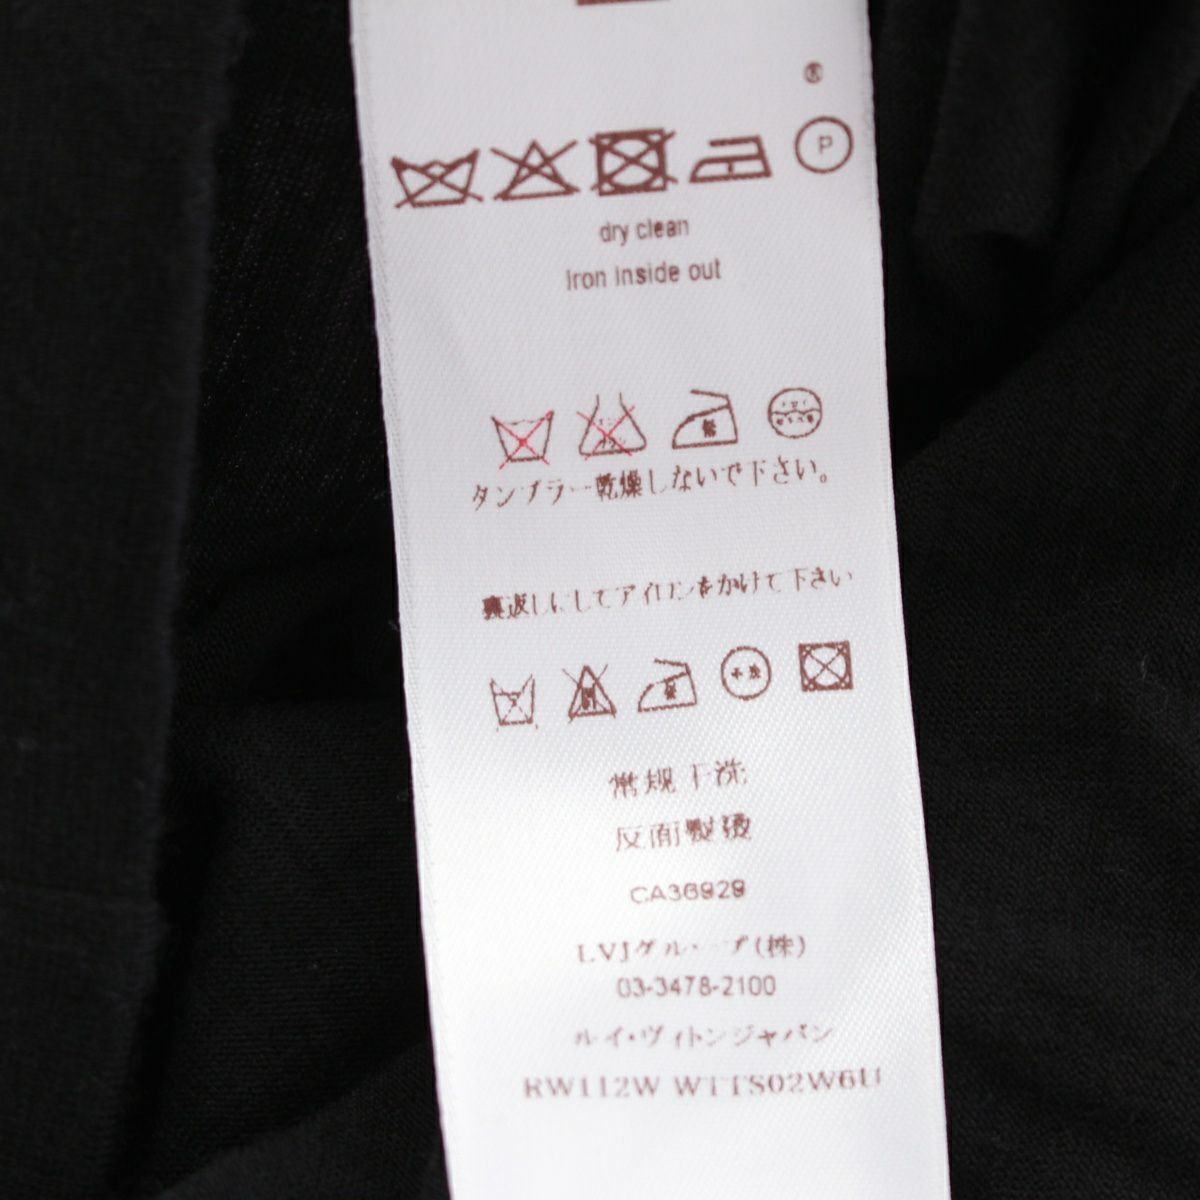 ®
P
dry clean
Iron inside out
タンブラー乾燥しないで下さい。
裏返しにしてアイロンをかけて下さい
常规干洗
反面熨烫
CA36929
LVJグループ(株)
03-3478-2100
ルイ・ヴィトンジャパン
RW112W WTTS02W6U